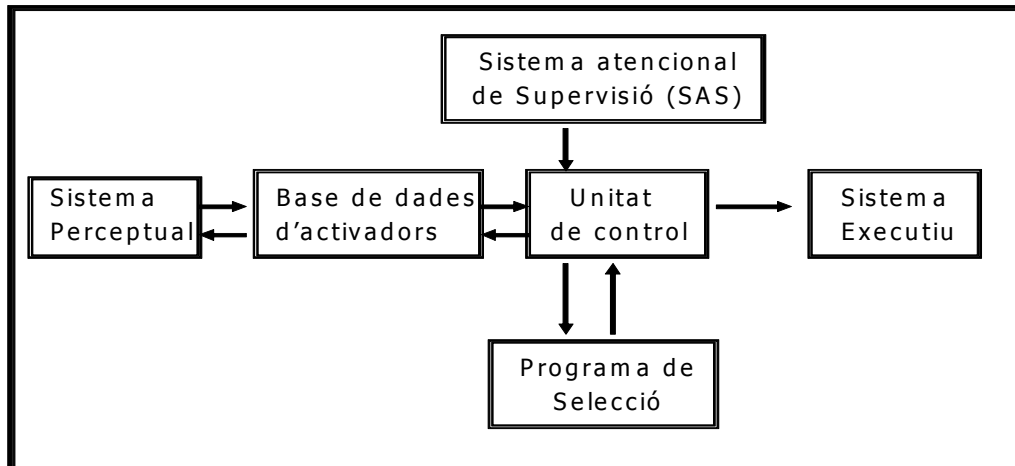 Sistema atencional
de Supervisió (SAS)
Sistema
Perceptual
Base de dades
d'activadors
Unitat
de control
Sistema
Executiu
Programa de
Selecció